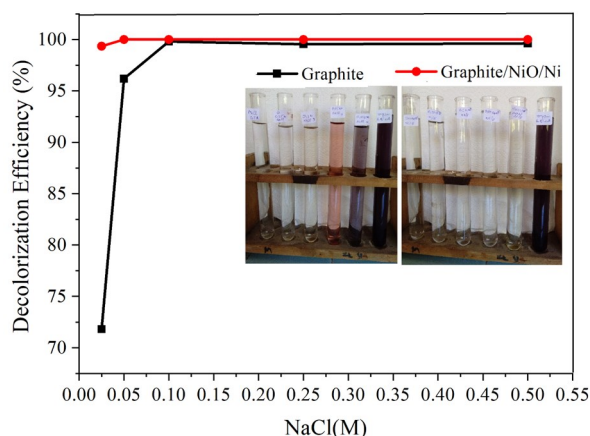 Graphite
Graphite/NiO/Ni
Decolorization Efficiency (%)
100
95
90
85
80
75
70
0.00 0.05 0.10 0.15 0.20 0.25 0.30 0.35 0.40 0.45 0.50 0.55
NaCl(M)